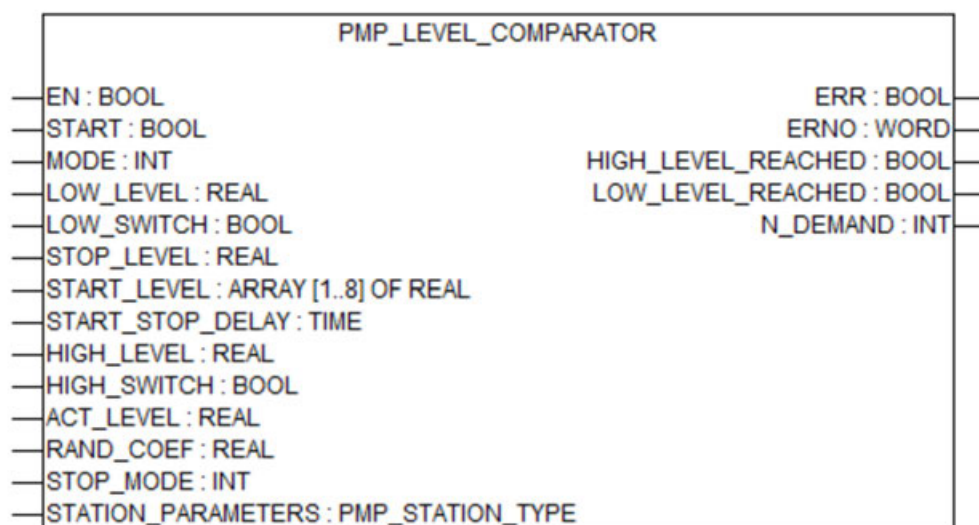 PMP_LEVEL_COMPARATOR
EN : BOOL
ERR : BOOL
START : BOOL
ERNO : WORD
MODE : INT
HIGH_LEVEL_REACHED : BOOL
LOW_LEVEL : REAL
LOW_LEVEL_REACHED : BOOL
LOW_SWITCH : BOOL
N_DEMAND : INT
STOP_LEVEL : REAL
START_LEVEL : ARRAY [1..8] OF REAL
START_STOP_DELAY : TIME
HIGH_LEVEL : REAL
HIGH_SWITCH : BOOL
ACT_LEVEL : REAL
RAND_COEF : REAL
STOP_MODE : INT
STATION_PARAMETERS : PMP_STATION_TYPE